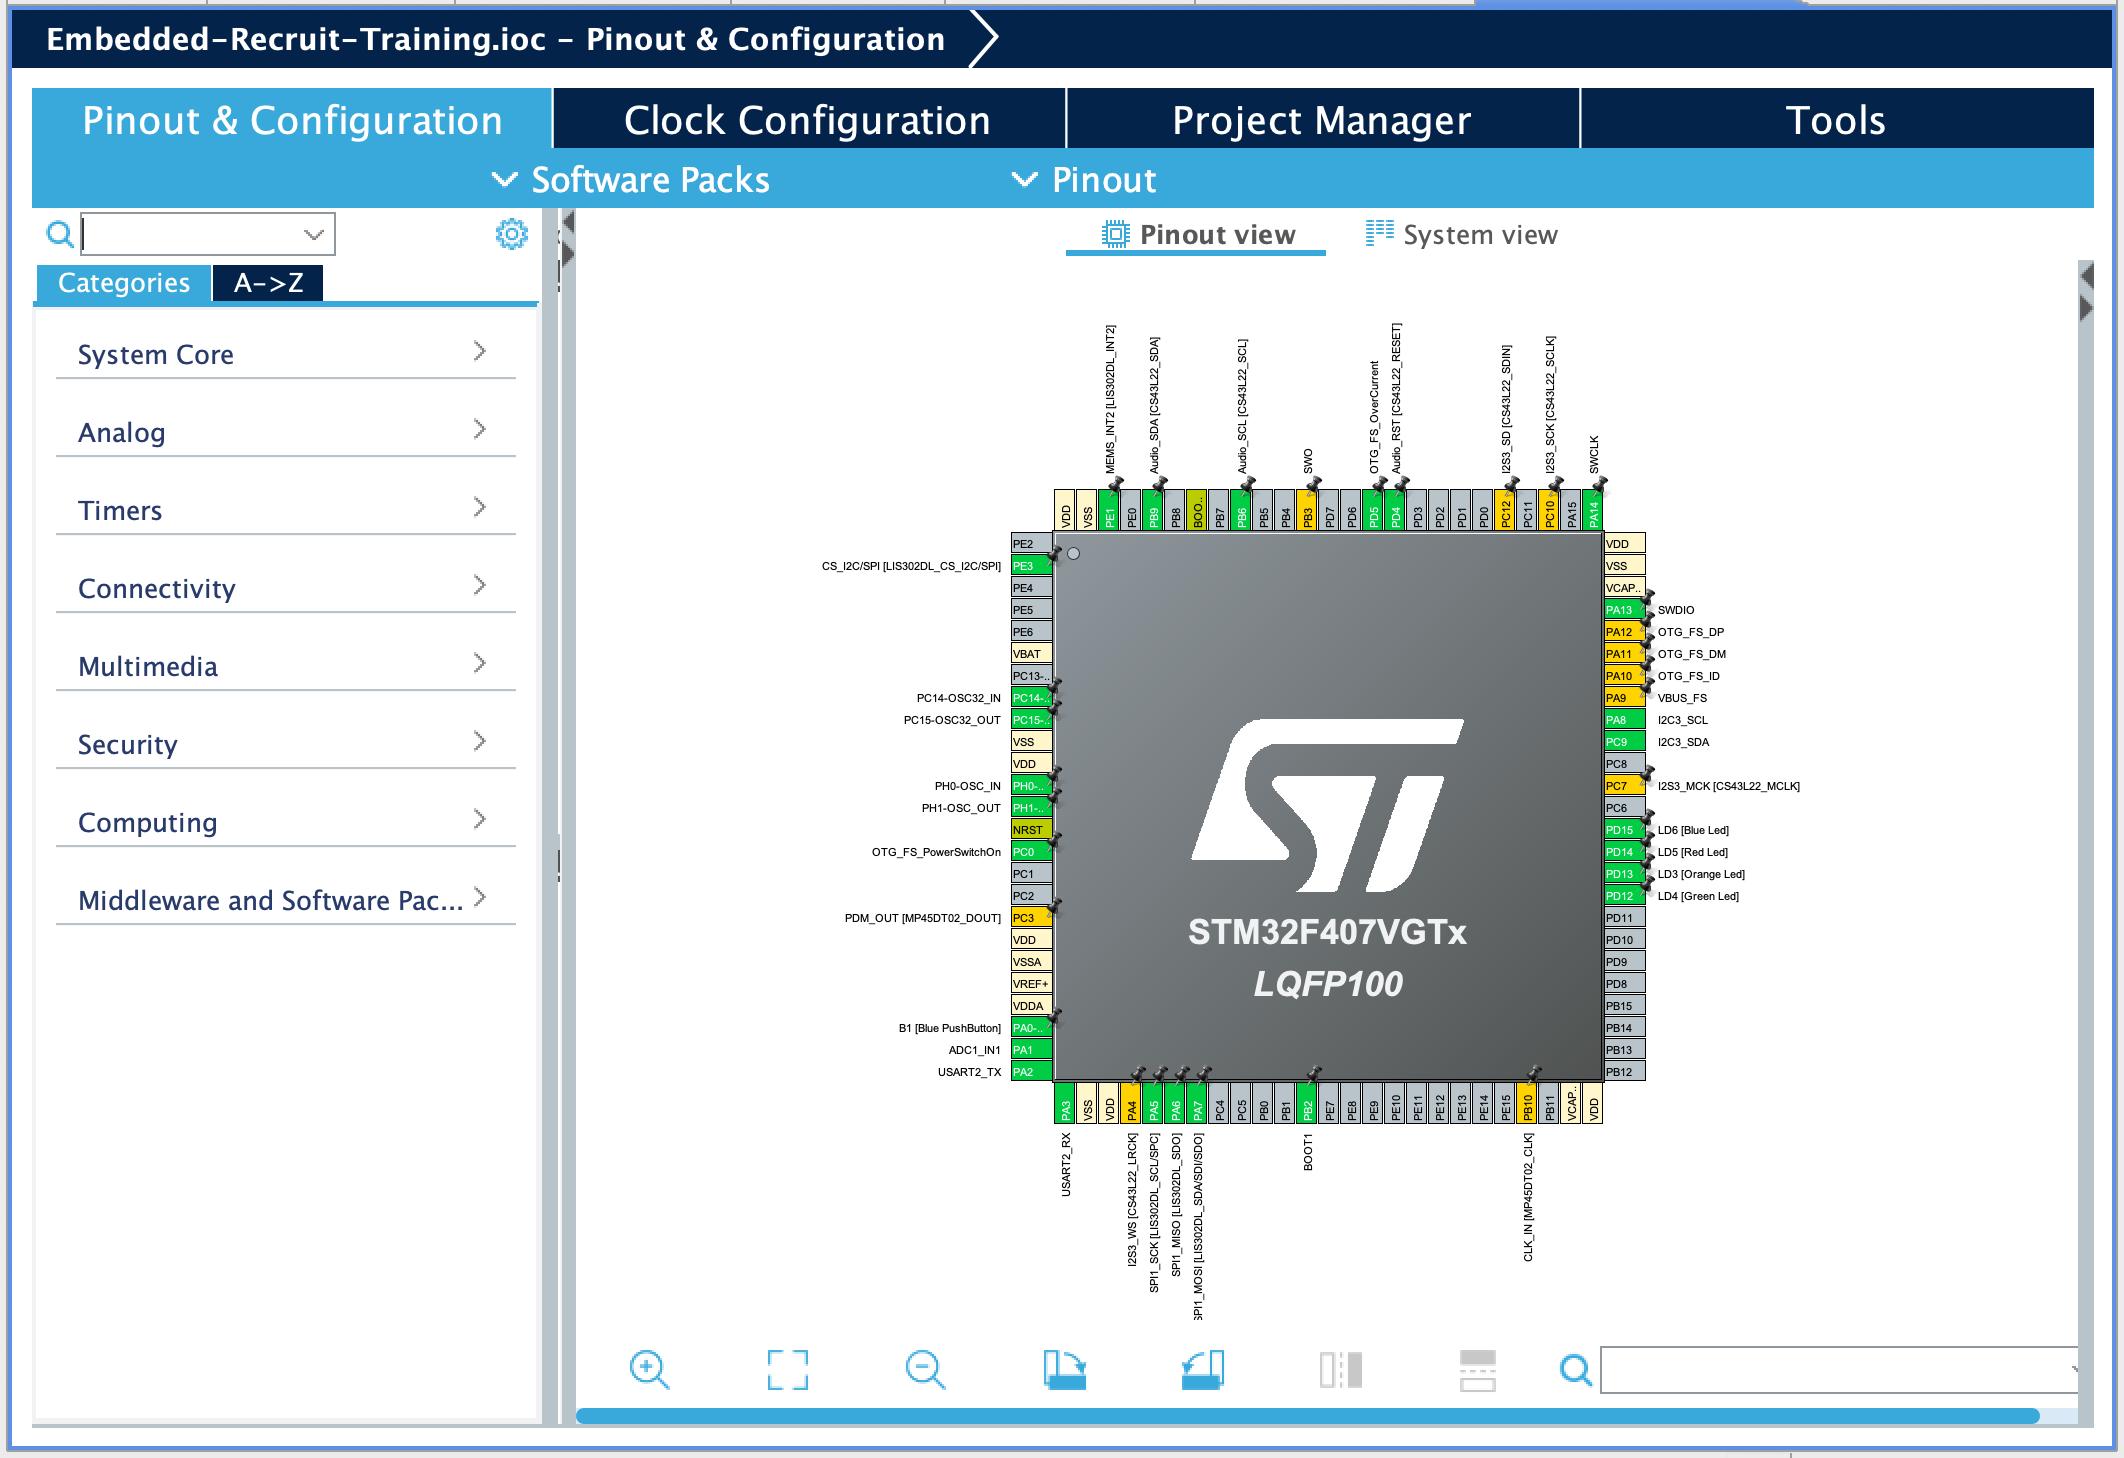 Embedded-Recruit-Training.ioc - Pinout & Configuration
Pinout & Configuration
Clock Configuration
Project Manager
Tools
Software Packs
Pinout
Categories
A->Z
System Core
Analog
Timers
Connectivity
Multimedia
Security
Computing
Middleware and Software Pac...
Pinout view
System view
MEMS_INT2 [LIS302DL_INT2]
Audio_SDA [CS43L22_SDA]
Audio_SCL [CS43L22_SCL]
SWO
OTG_FS_OverCurrent
Audio_RST [CS43L22_RESET]
I2S3_SD [CS43L22_SDIN]
I2S3_SCK [CS43L22_SCLK]
SWCLK
VDD
VSS
PE1
PE0
PB9
PB8
BOO..
PB7
PB6
PB5
PB4
PB3
PD7
PD6
PD5
PD4
PD3
PD2
PD1
PD0
PC12
PC11
PC10
PA15
PA14
PE2
CS_I2C/SPI [LIS302DL_CS_I2C/SPI] PE3
PE4
PE5
PE6
VBAT
PC13-..
PC14-OSC32_IN PC14-..
PC15-OSC32_OUT PC15-..
VSS
VDD
PH0-OSC_IN PH0-..
PH1-OSC_OUT PH1-..
NRST
OTG_FS_PowerSwitchOn PC0
PC1
PC2
PDM_OUT [MP45DT02_DOUT] PC3
VDD
VSSA
VREF+
VDDA
B1 [Blue PushButton] PA0-..
ADC1_IN1 PA1
USART2_TX PA2
STM32F407VGTx
LQFP100
VDD
VSS
VCAP..
PA13 SWDIO
PA12 OTG_FS_DP
PA11 OTG_FS_DM
PA10 OTG_FS_ID
PA9 VBUS_FS
PA8 I2C3_SCL
PC9 I2C3_SDA
PC8
PC7 I2S3_MCK [CS43L22_MCLK]
PC6
PD15 LD6 [Blue Led]
PD14 LD5 [Red Led]
PD13 LD3 [Orange Led]
PD12 LD4 [Green Led]
PD11
PD10
PD9
PD8
PB15
PB14
PB13
PB12
PA3
VSS
VDD
PA4
PA5
PA6
PA7
PC4
PC5
PB0
PB1
PB2
PE7
PE8
PE9
PE10
PE11
PE12
PE13
PE14
PE15
PB10
PB11
VCAP..
VDD
USART2_RX
I2S3_WS [CS43L22_LRCK]
SPI1_SCK [LIS302DL_SCL/SPC]
SPI1_MISO [LIS302DL_SDO]
SPI1_MOSI [LIS302DL_SDA/SDI/SDO]
BOOT1
CLK_IN [MP45DT02_CLK]